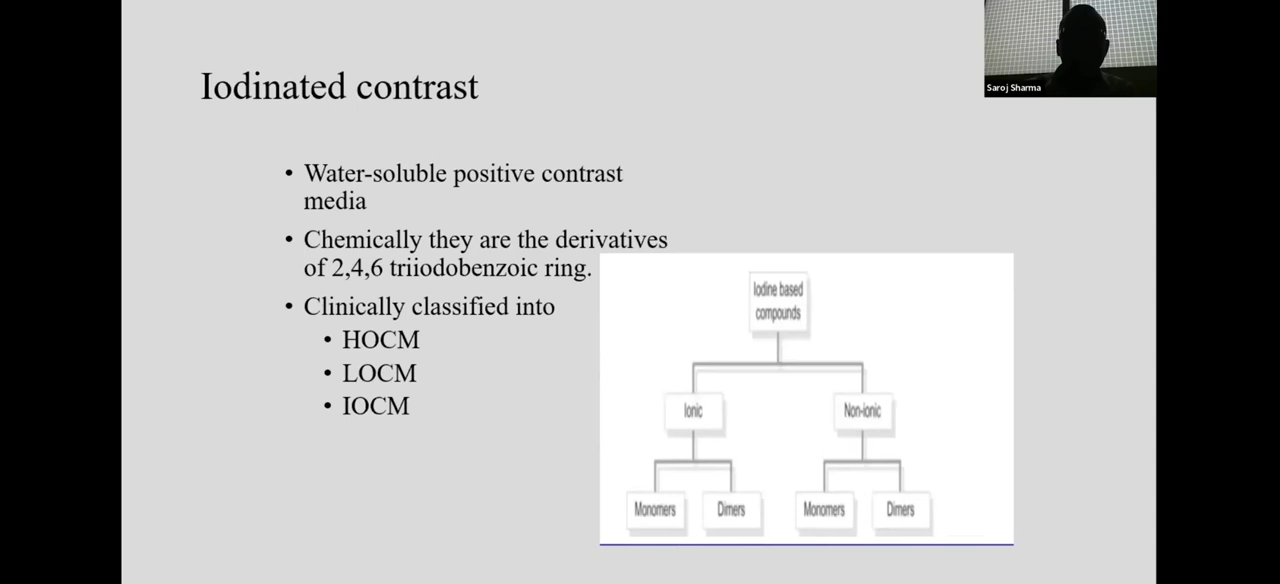 Saroj Sharma
Iodinated contrast
• Water-soluble positive contrast
media
• Chemically they are the derivatives
of 2,4,6 triiodobenzoic ring.
• Clinically classified into
• HOCM
• LOCM
• IOCM
Iodine based
compounds
Ionic
Non-ionic
Monomers
Dimers
Monomers
Dimers